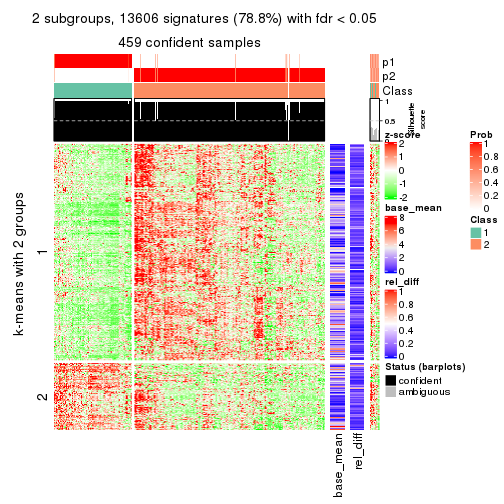 2 subgroups, 13606 signatures (78.8%) with fdr < 0.05
459 confident samples
p1
p2
Class
1
0.5
0
Silhouette
score
k-means with 2 groups
1
2
base_mean
rel_diff
z-score
2
1
0
-1
-2
base_mean
8
6
4
2
0
rel_diff
1
0.8
0.6
0.4
0.2
0
Status (barplots)
confident
ambiguous
Prob
1
0.8
0.6
0.4
0.2
0
Class
1
2